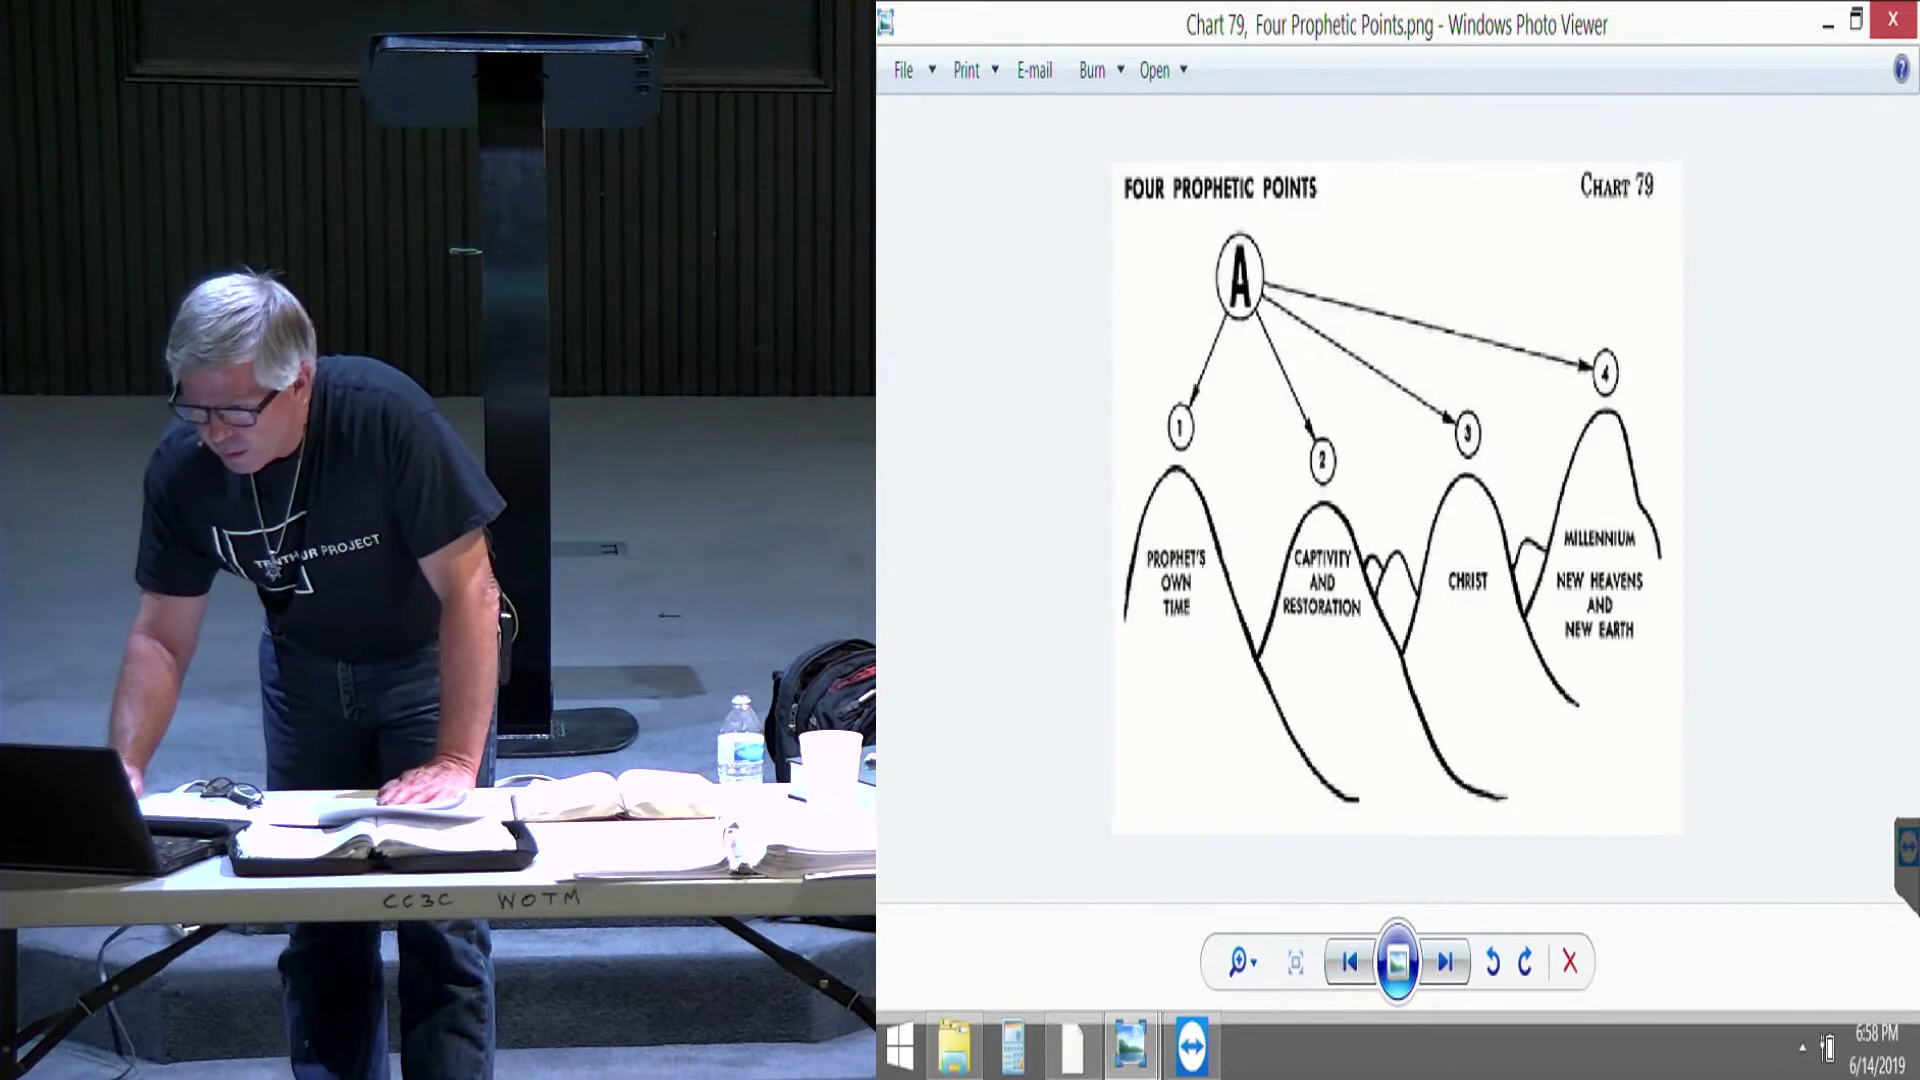 Chart 79, Four Prophetic Points.png - Windows Photo Viewer
File Print E-mail Burn Open
FOUR PROPHETIC POINTS
CHART 79
A
1
2
3
4
PROPHET'S
OWN
TIME
CAPTIVITY
AND
RESTORATION
CHRIST
MILLENNIUM
NEW HEAVENS
AND
NEW EARTH
PROJECT
CC3C WOTM
6:58 PM
6/14/2019